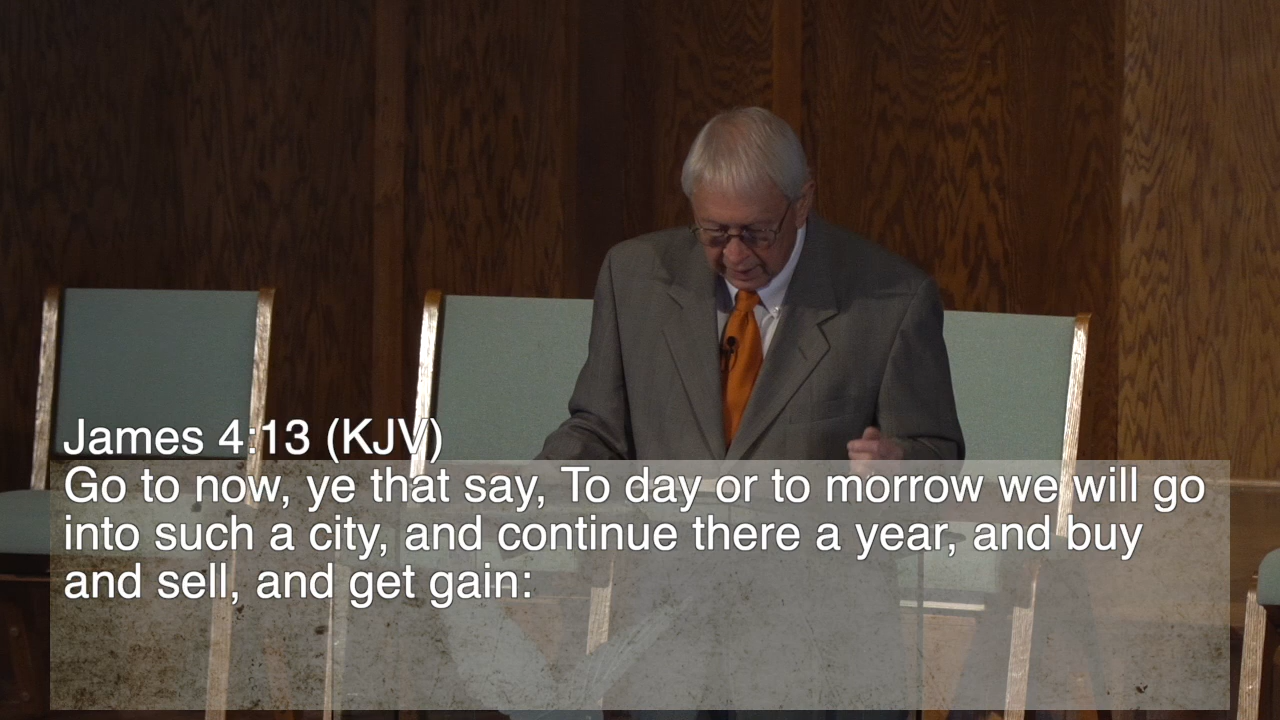 James 4:13 (KJV)
Go to now, ye that say, To day or to morrow we will go
into such a city, and continue there a year, and buy
and sell, and get gain: